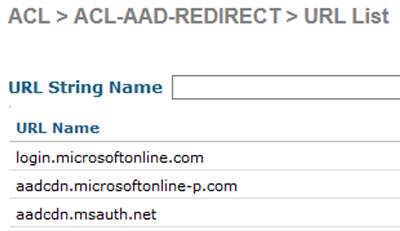 ACL > ACL-AAD-REDIRECT > URL List
URL String Name
URL Name
login.microsoftonline.com
aadcdn.microsoftonline-p.com
aadcdn.msauth.net